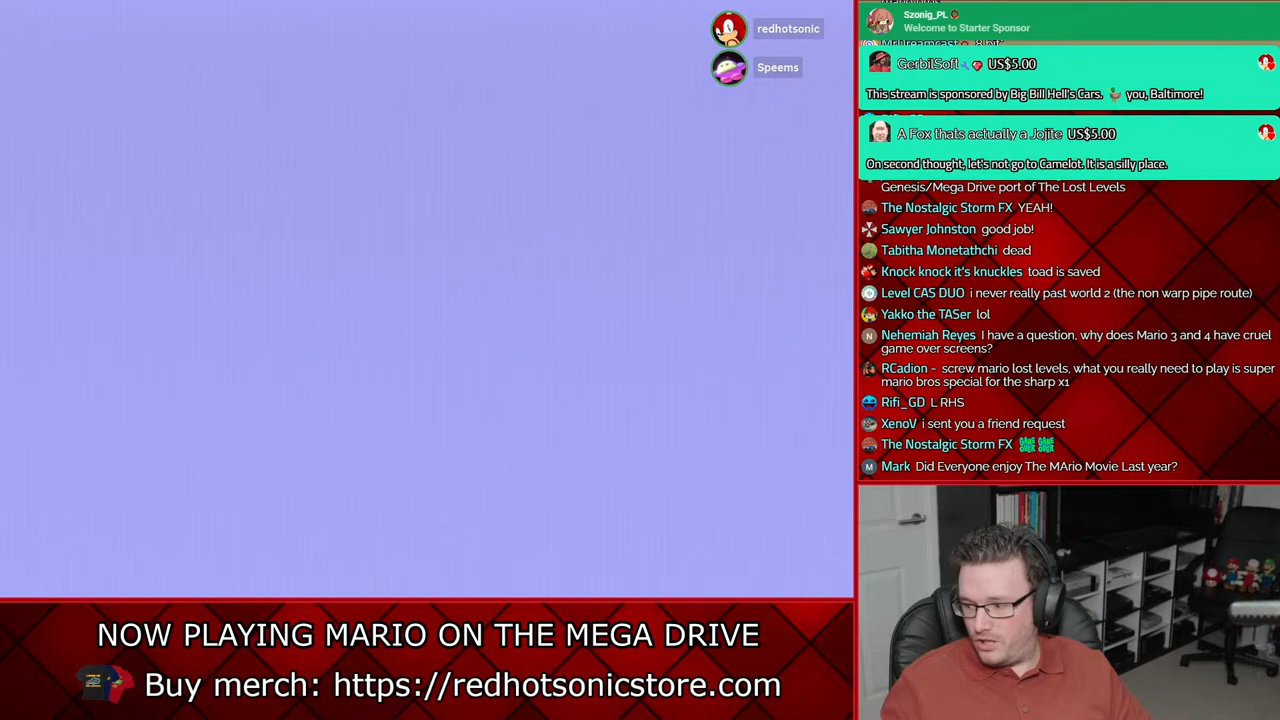 redhotsonic
Speems
Szonig_PL
Welcome to Starter Sponsor
GerbilSoft US$5.00
This stream is sponsored by Big Bill Hell's Cars. you, Baltimore!
A Fox thats actually a Jojite US$5.00
On second thought, let's not go to Camelot. It is a silly place.
Genesis/Mega Drive port of The Lost Levels
The Nostalgic Storm FX YEAH!
Sawyer Johnston good job!
Tabitha Monetathchi dead
Knock knock it's knuckles toad is saved
Level CAS DUO i never really past world 2 (the non warp pipe route)
Yakko the TASer lol
N Nehemiah Reyes I have a question, why does Mario 3 and 4 have cruel
game over screens?
RCadion - screw mario lost levels, what you really need to play is super
mario bros special for the sharp x1
Rifi_GD L RHS
XenoV i sent you a friend request
The Nostalgic Storm FX GAME OVER GAME OVER
M Mark Did Everyone enjoy The MArio Movie Last year?
NOW PLAYING MARIO ON THE MEGA DRIVE
Buy merch: https://redhotsonicstore.com